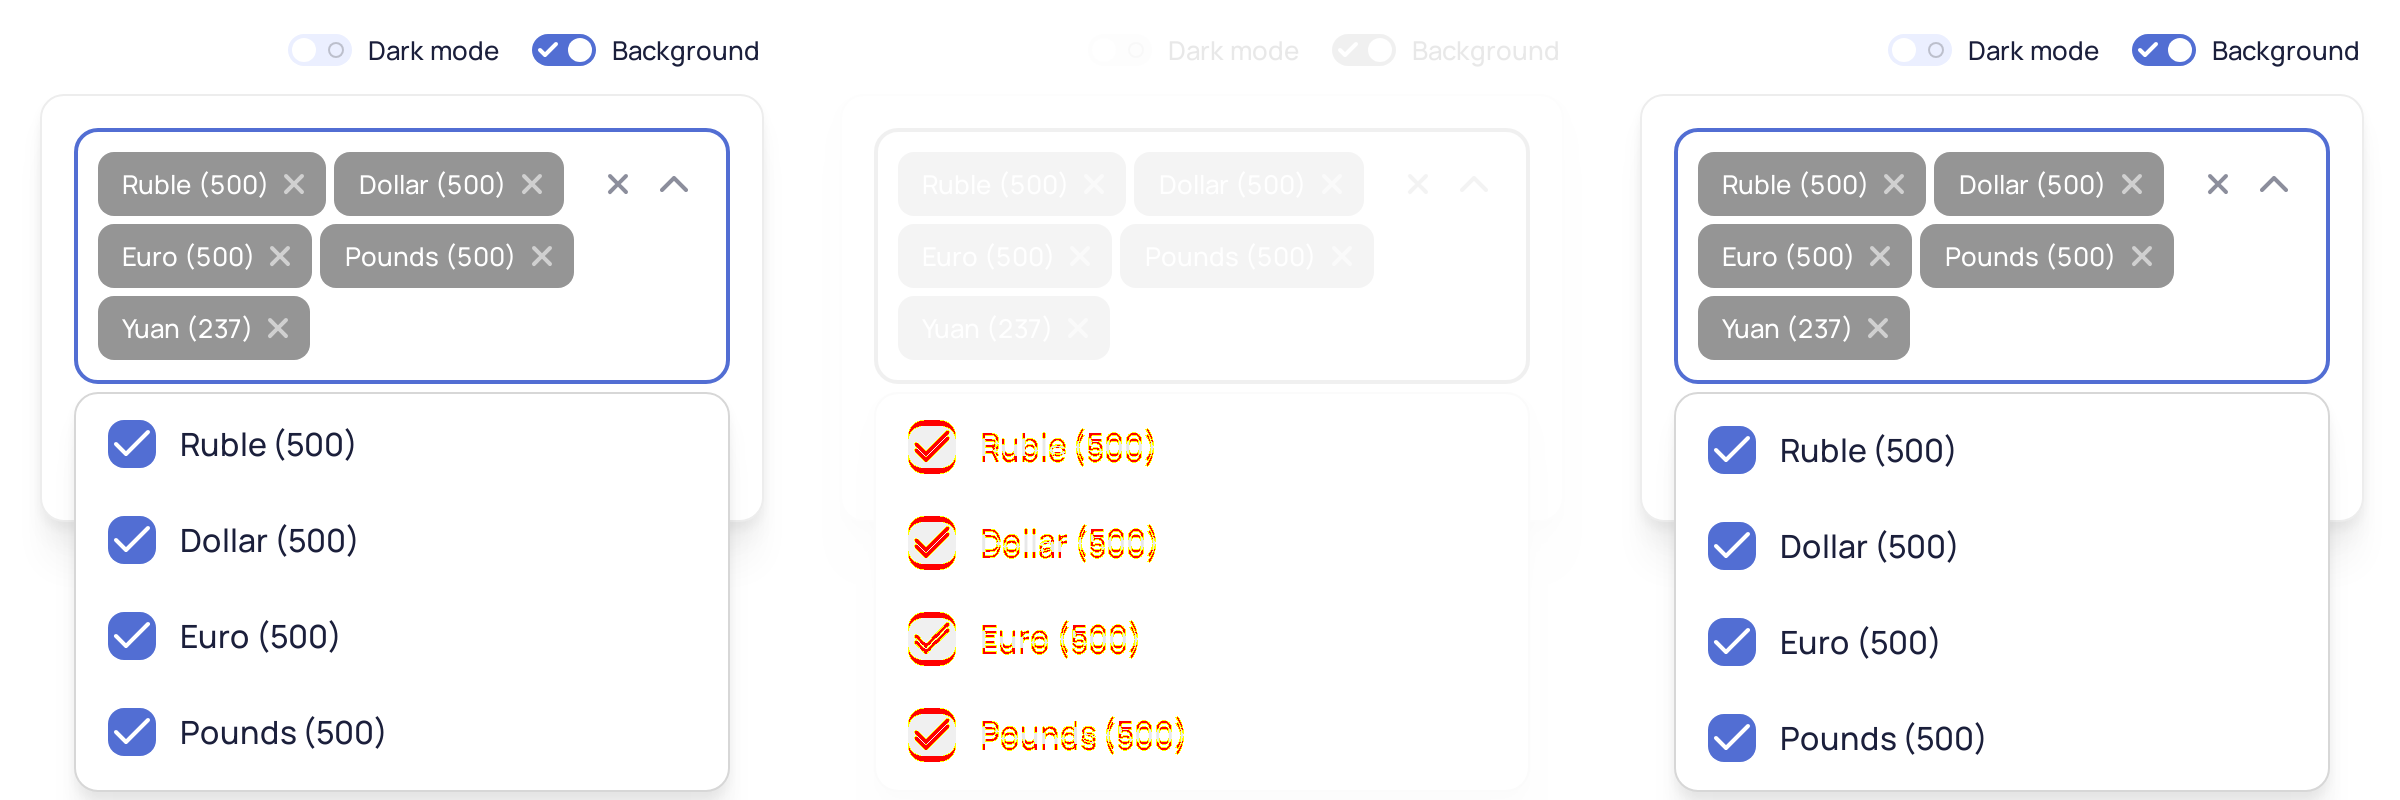 Dark mode Background Dark mode Background Dark mode Background
Ruble (500) Dollar (500) Ruble (500) Dollar (500) Ruble (500) Dollar (500)
Euro (500) Pounds (500) Euro (500) Pounds (500) Euro (500) Pounds (500)
Yuan (237) Yuan (237) Yuan (237)
Ruble (500) Ruble (500) Ruble (500)
Dollar (500) Dollar (500) Dollar (500)
Euro (500) Euro (500) Euro (500)
Pounds (500) Pounds (500) Pounds (500)